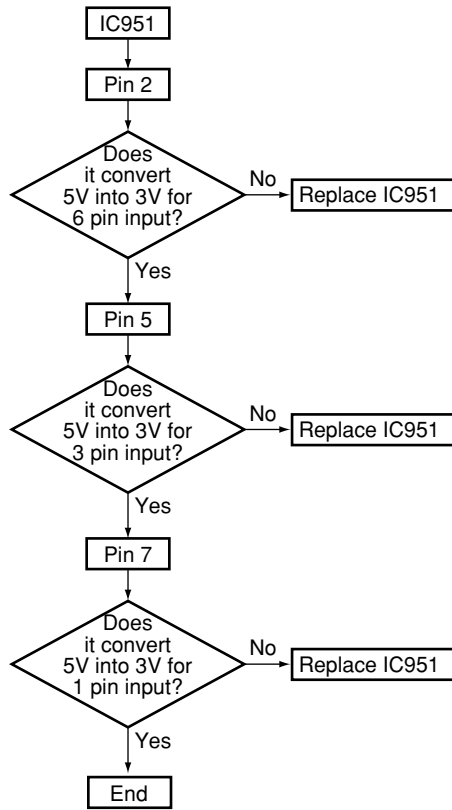 IC951
Pin 2
Does
it convert
5V into 3V for
6 pin input?
No
Replace IC951
Yes
Pin 5
Does
it convert
5V into 3V for
3 pin input?
No
Replace IC951
Yes
Pin 7
Does
it convert
5V into 3V for
1 pin input?
No
Replace IC951
Yes
End